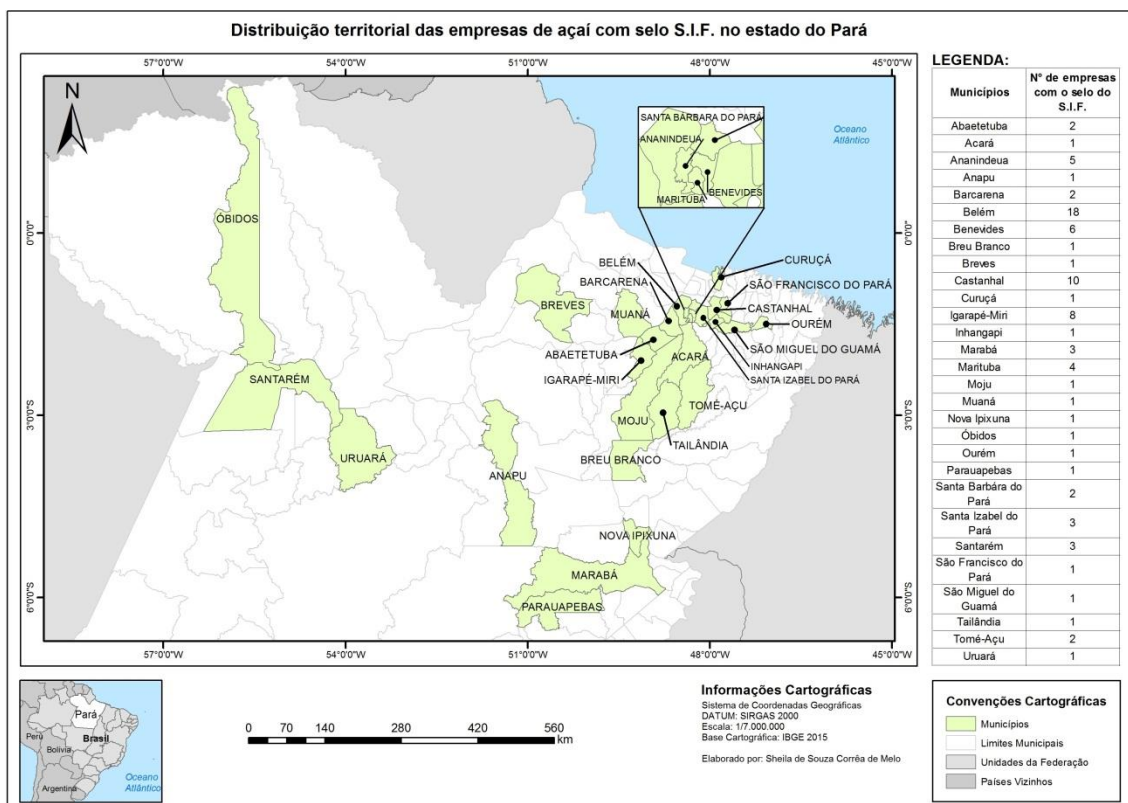 Distribuição territorial das empresas de açaí com selo S.I.F. no estado do Pará
57°0'0"W 54°0'0"W 51°0'0"W 48°0'0"W 45°0'0"W
N
0°0'0"
3°0'0"S
6°0'0"S
0°0'0"
3°0'0"S
6°0'0"S
Oceano
Atlântico
SANTA BÁRBARA DO PARÁ
ANANINDEUA
BENEVIDES
MARITUBA
ÓBIDOS
SANTARÉM
URUARÁ
BREVES
ANAPU
BELÉM
BARCARENA
MUANÁ
ABAETETUBA
IGARAPÉ-MIRI
ACARÁ
MOJU
TOMÉ-AÇU
TAILÂNDIA
BREU BRANCO
CURUÇÁ
SÃO FRANCISCO DO PARÁ
CASTANHAL
OURÉM
SÃO MIGUEL DO GUAMÁ
INHANGAPI
SANTA IZABEL DO PARÁ
NOVA IPIXUNA
MARABÁ
PARAUAPEBAS
57°0'0"W 54°0'0"W 51°0'0"W 48°0'0"W 45°0'0"W
LEGENDA:
Municípios N° de empresas com o selo do S.I.F.
Abaetetuba 2
Acará 1
Ananindeua 5
Anapu 1
Barcarena 2
Belém 18
Benevides 6
Breu Branco 1
Breves 1
Castanhal 10
Curuçá 1
Igarapé-Miri 8
Inhangapi 1
Marabá 3
Marituba 4
Moju 1
Muaná 1
Nova Ipixuna 1
Óbidos 1
Ourém 1
Parauapebas 1
Santa Barbára do Pará 2
Santa Izabel do Pará 3
Santarém 3
São Francisco do Pará 1
São Miguel do Guamá 1
Tailândia 1
Tomé-Açu 2
Uruará 1
Pará
Peru
Brasil
Bolívia
Argentina
Oceano
Atlântico
0 70 140 280 420 560
km
Informações Cartográficas
Sistema de Coordenadas Geográficas
DATUM: SIRGAS 2000
Escala: 1/7.000.000
Base Cartográfica: IBGE 2015
Elaborado por: Sheila de Souza Corrêa de Melo
Convenções Cartográficas
Municípios
Limites Municipais
Unidades da Federação
Países Vizinhos